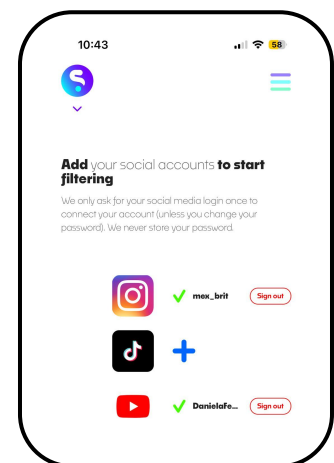 10:43
58
Add your social accounts to start
filtering
We only ask for your social media login once to
connect your account (unless you change your
password). We never store your password.
mex_brit
Sign out
DanielaFe...
Sign out